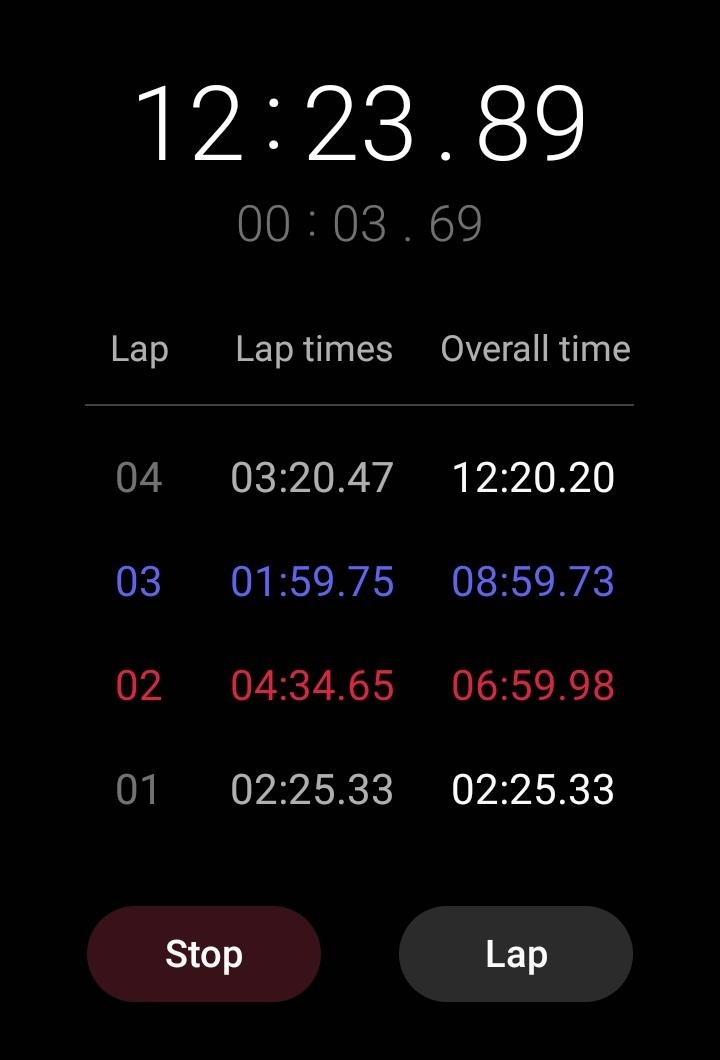 12 : 23 . 89
00 : 03 . 69
Lap Lap times Overall time
04 03:20.47 12:20.20
03 01:59.75 08:59.73
02 04:34.65 06:59.98
01 02:25.33 02:25.33
Stop Lap